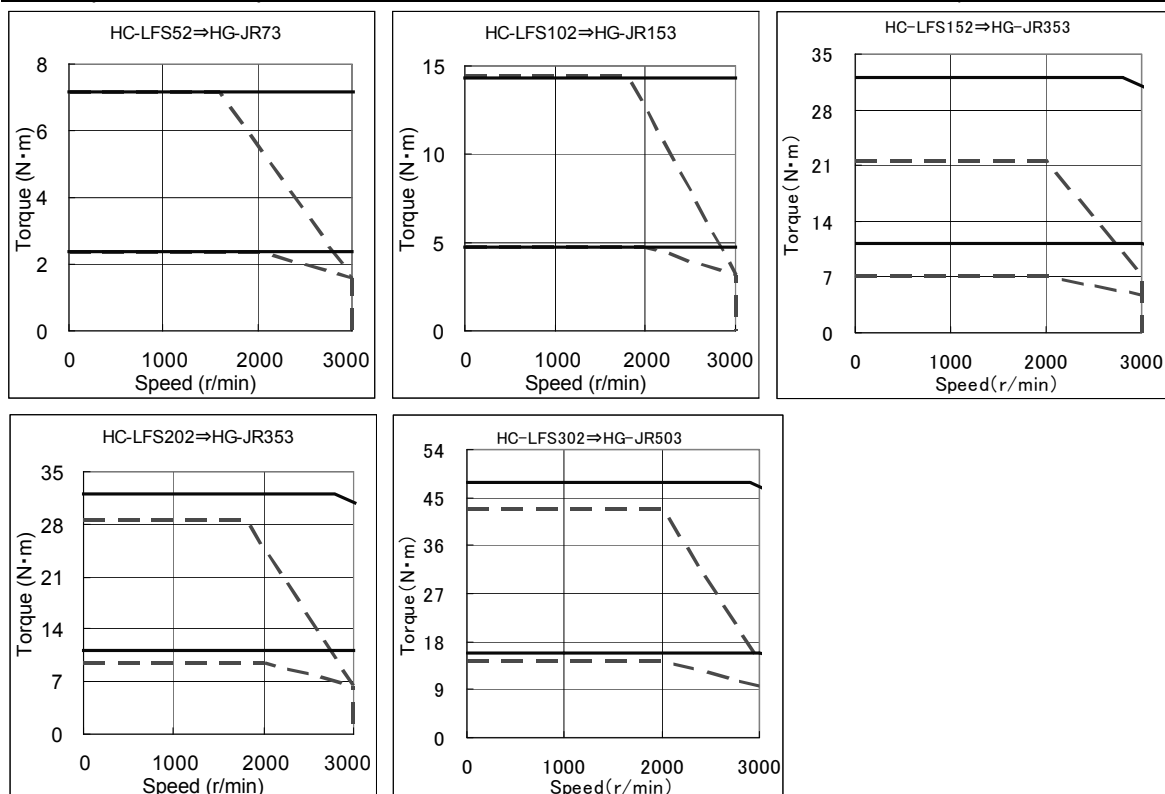 HC-LFS52⇒HG-JR73
Torque (N・m)
8
6
4
2
0
0 1000 2000 3000
Speed (r/min)
HC-LFS102⇒HG-JR153
Torque (N・m)
15
10
5
0
0 1000 2000 3000
Speed (r/min)
HC-LFS152⇒HG-JR353
Torque(N・m)
35
28
21
14
7
0
0 1000 2000 3000
Speed(r/min)
HC-LFS202⇒HG-JR353
Torque (N・m)
35
28
21
14
7
0
0 1000 2000 3000
Speed (r/min)
HC-LFS302⇒HG-JR503
Torque(N・m)
54
45
36
27
18
9
0
0 1000 2000 3000
Speed(r/min)